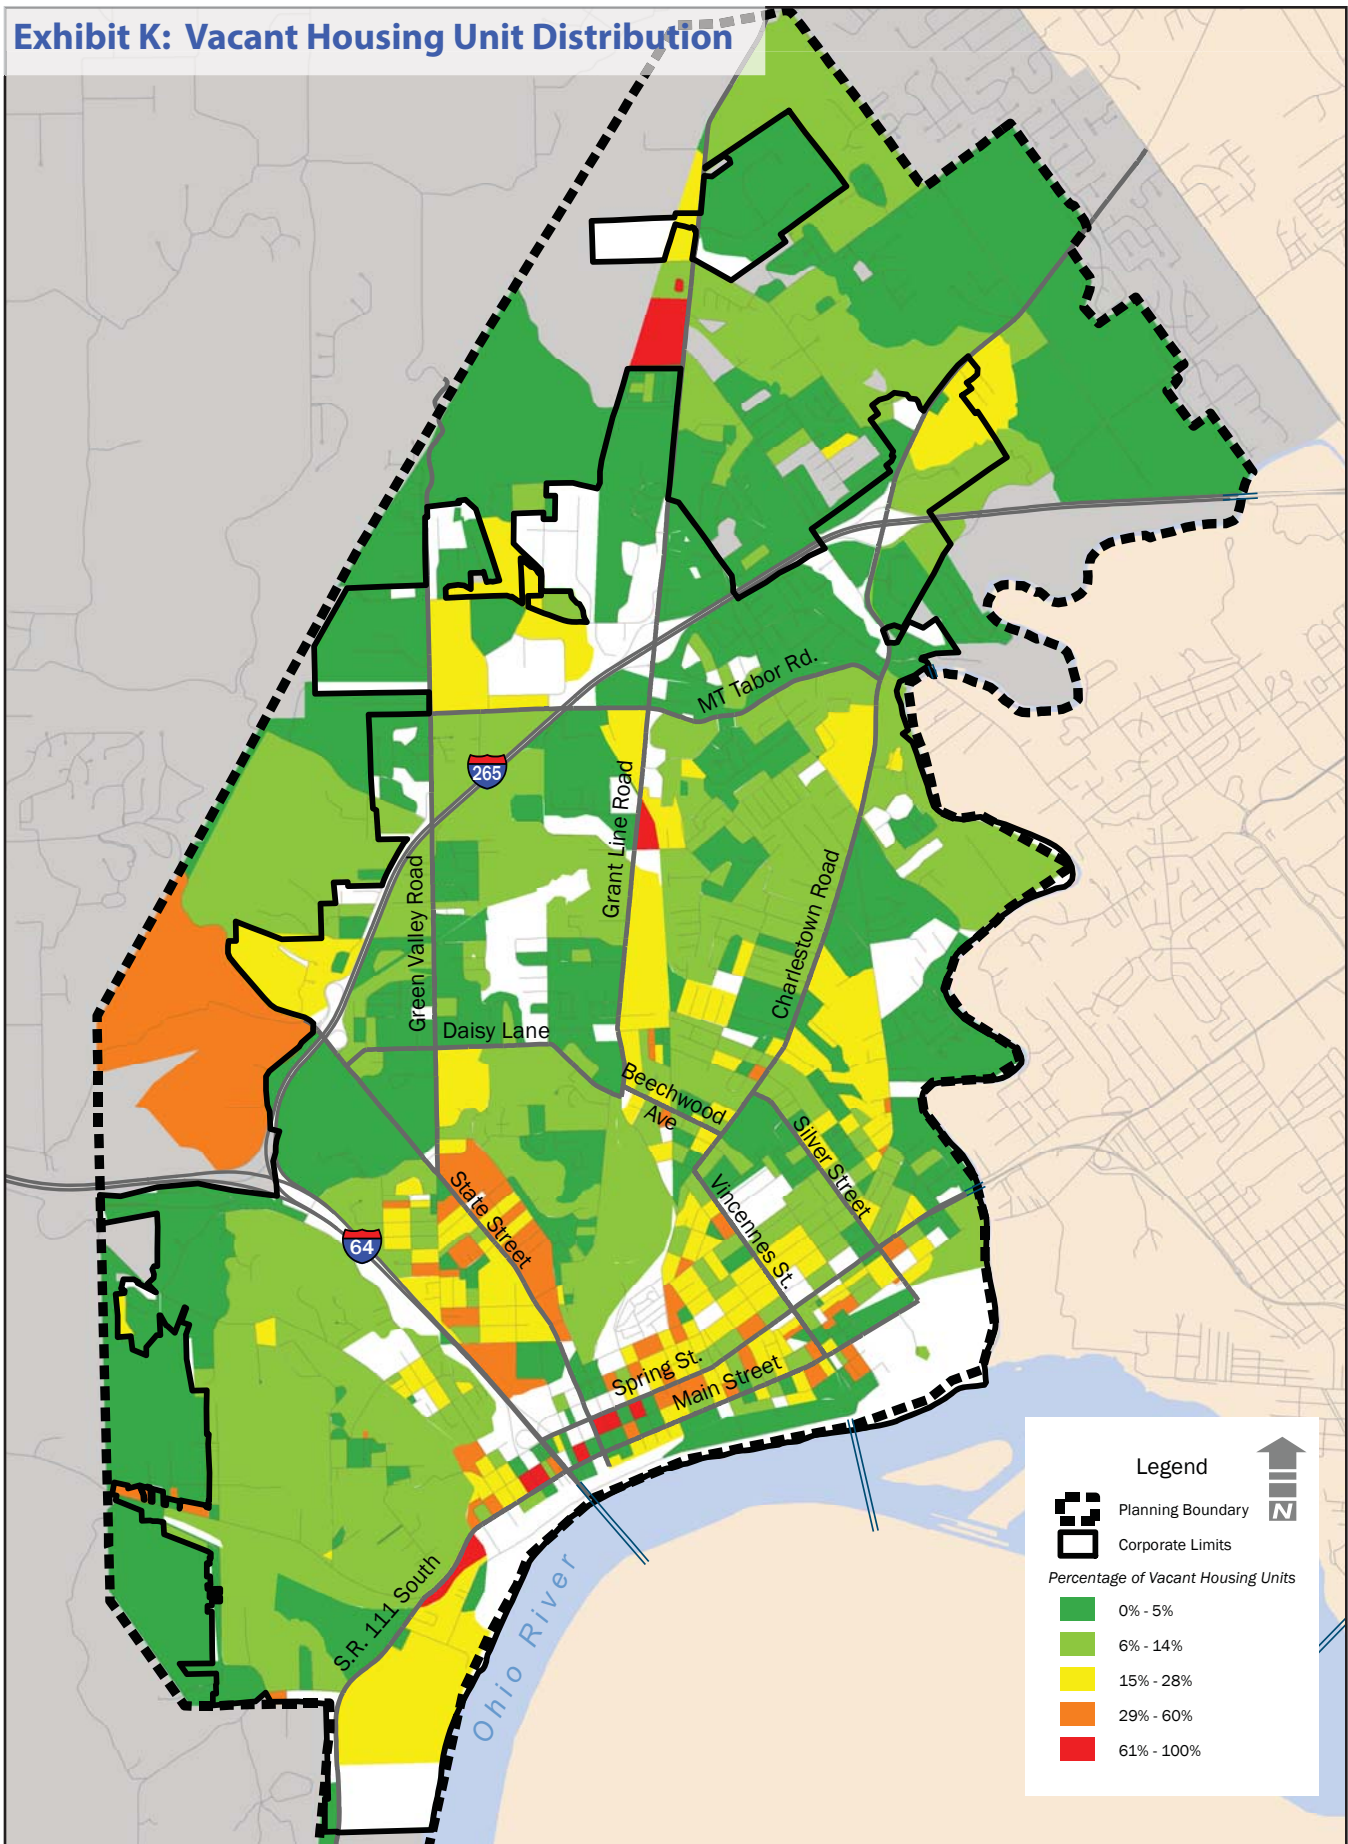 Exhibit K: Vacant Housing Unit Distribution
MT Tabor Rd.
265
Grant Line Road
Green Valley Road
Charlestown Road
Daisy Lane
Beechwood
Ave
Silver Street
State Street
Vincennes St.
64
Spring St.
Main Street
S.R. 111 South
Ohio River
Legend
N
Planning Boundary
Corporate Limits
Percentage of Vacant Housing Units
0% - 5%
6% - 14%
15% - 28%
29% - 60%
61% - 100%